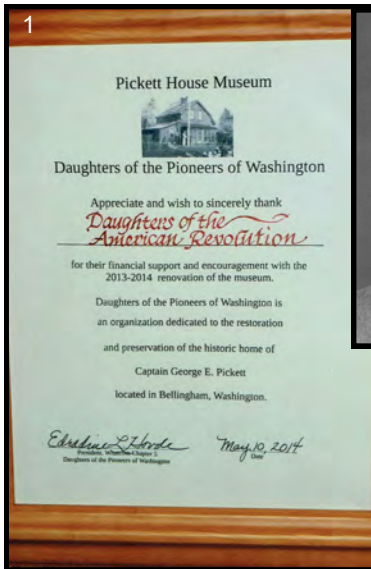 1
Pickett House Museum
Daughters of the Pioneers of Washington
Appreciate and wish to sincerely thank
Daughters of the
American Revolution
for their financial support and encouragement with the
2013-2014 renovation of the museum.
Daughters of the Pioneers of Washington is
an organization dedicated to the restoration
and preservation of the historic home of
Captain George E. Pickett
located in Bellingham, Washington.
May 10, 2014
President, Chapter 5
Date
Daughters of the Pioneers of Washington